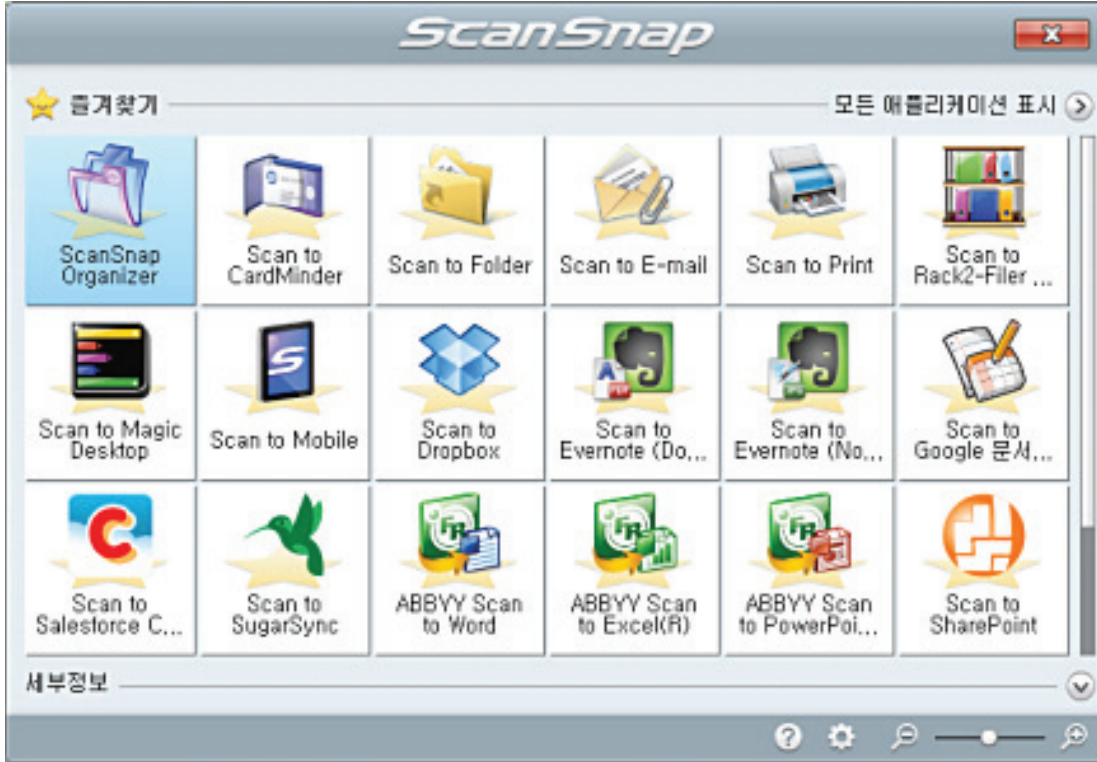 ScanSnap
즐겨찾기
모든 애플리케이션 표시
ScanSnap
Organizer
Scan to
CardMinder
Scan to Folder
Scan to E-mail
Scan to Print
Scan to
Rack2-Filer ...
Scan to Magic
Desktop
Scan to Mobile
Scan to
Dropbox
Scan to
Evernote (Do...
Scan to
Evernote (No...
Scan to
Google 문서...
Scan to
Salesforce C...
Scan to
SugarSync
ABBYY Scan
to Word
ABBYY Scan
to Excel(R)
ABBYY Scan
to PowerPoi...
Scan to
SharePoint
세부정보